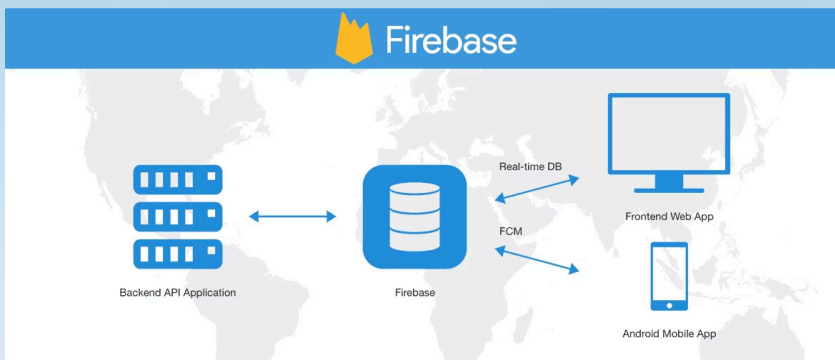 Firebase
Real-time DB
Frontend Web App
FCM
Backend API Application
Firebase
Android Mobile App